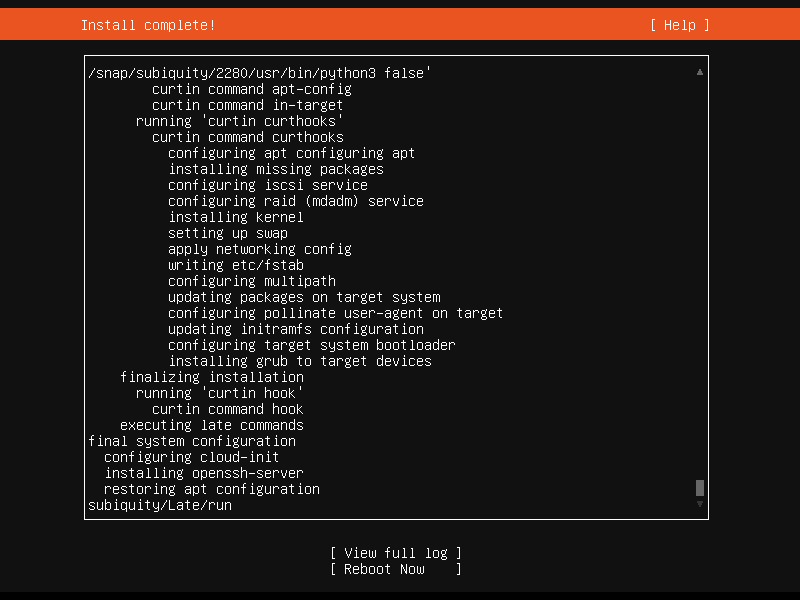 Install complete! [ Help ]
/snap/subiquity/2280/usr/bin/python3 false'
curtin command apt-config
curtin command in-target
running 'curtin curthooks'
curtin command curthooks
configuring apt configuring apt
installing missing packages
configuring iscsi service
configuring raid (mdadm) service
installing kernel
setting up swap
apply networking config
writing etc/fstab
configuring multipath
updating packages on target system
configuring pollinate user-agent on target
updating initramfs configuration
configuring target system bootloader
installing grub to target devices
finalizing installation
running 'curtin hook'
curtin command hook
executing late commands
final system configuration
configuring cloud-init
installing openssh-server
restoring apt configuration
subiquity/Late/run
[ View full log ]
[ Reboot Now ]